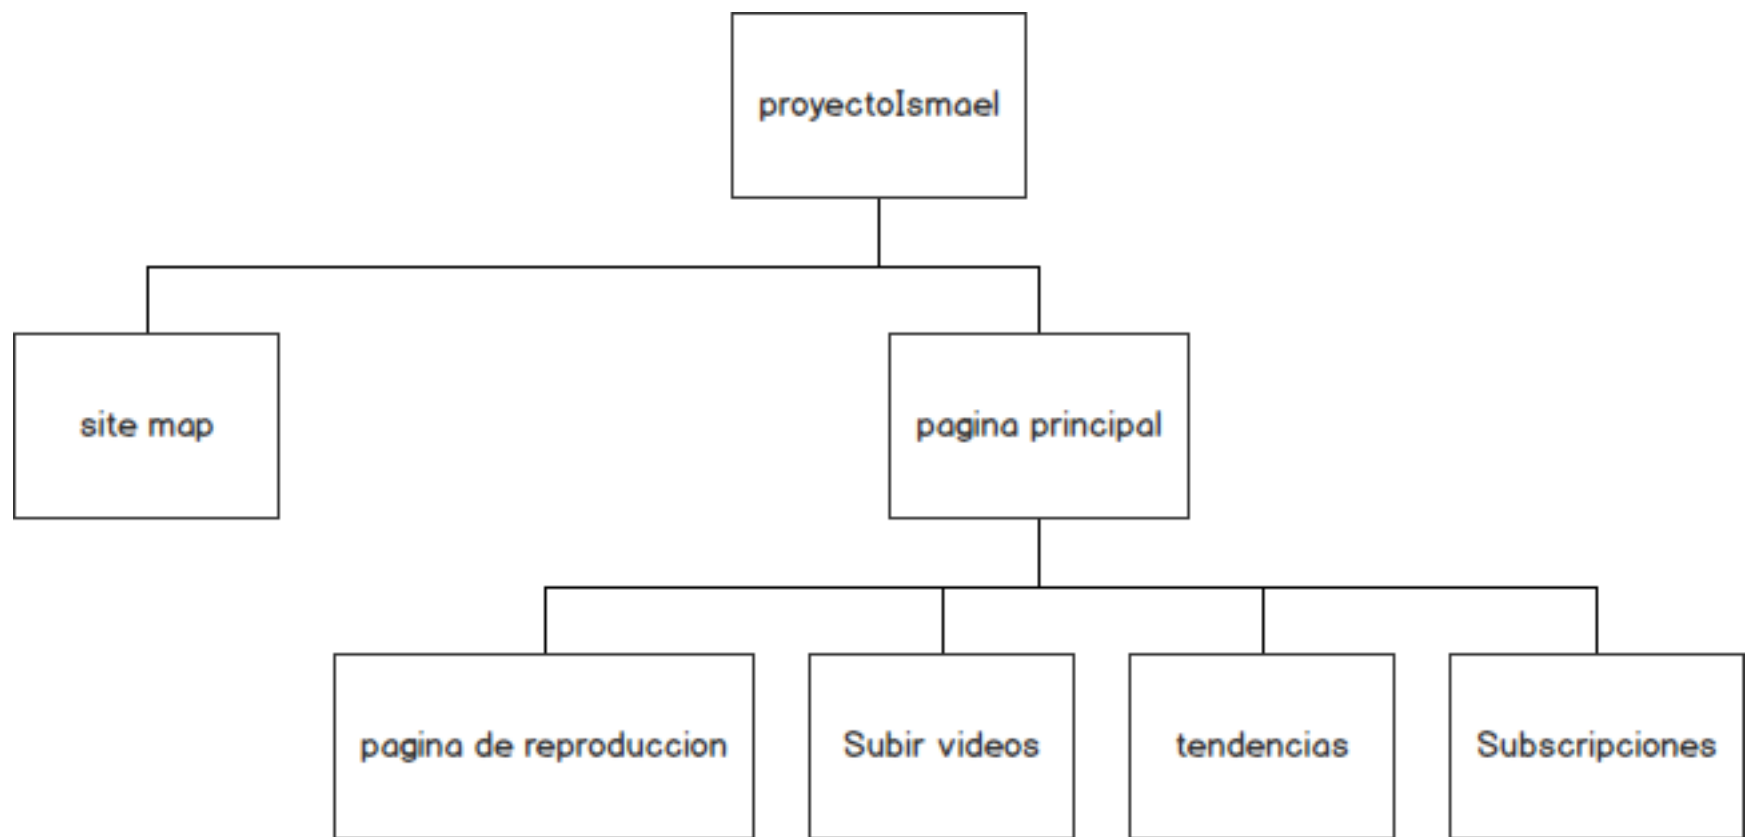 proyectoIsmael
site map
pagina principal
pagina de reproduccion
Subir videos
tendencias
Subscripciones